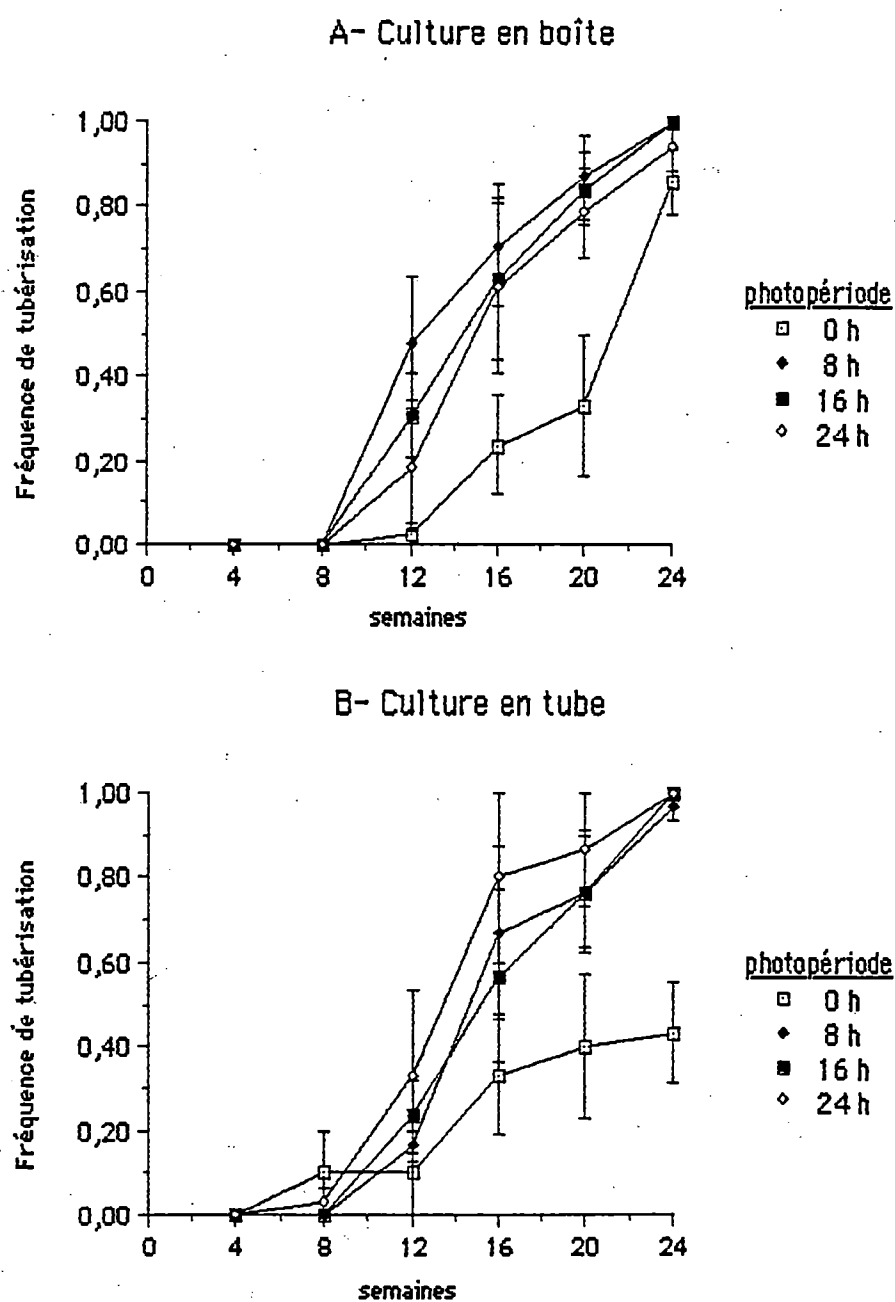 A- Culture en boîte
1,00
0,80
0,60
0,40
0,20
0,00
Fréquence de tubérisation
0 4 8 12 16 20 24
semaines
photopériode
0 h
8 h
16 h
24 h
B- Culture en tube
1,00
0,80
0,60
0,40
0,20
0,00
Fréquence de tubérisation
0 4 8 12 16 20 24
semaines
photopériode
0 h
8 h
16 h
24 h